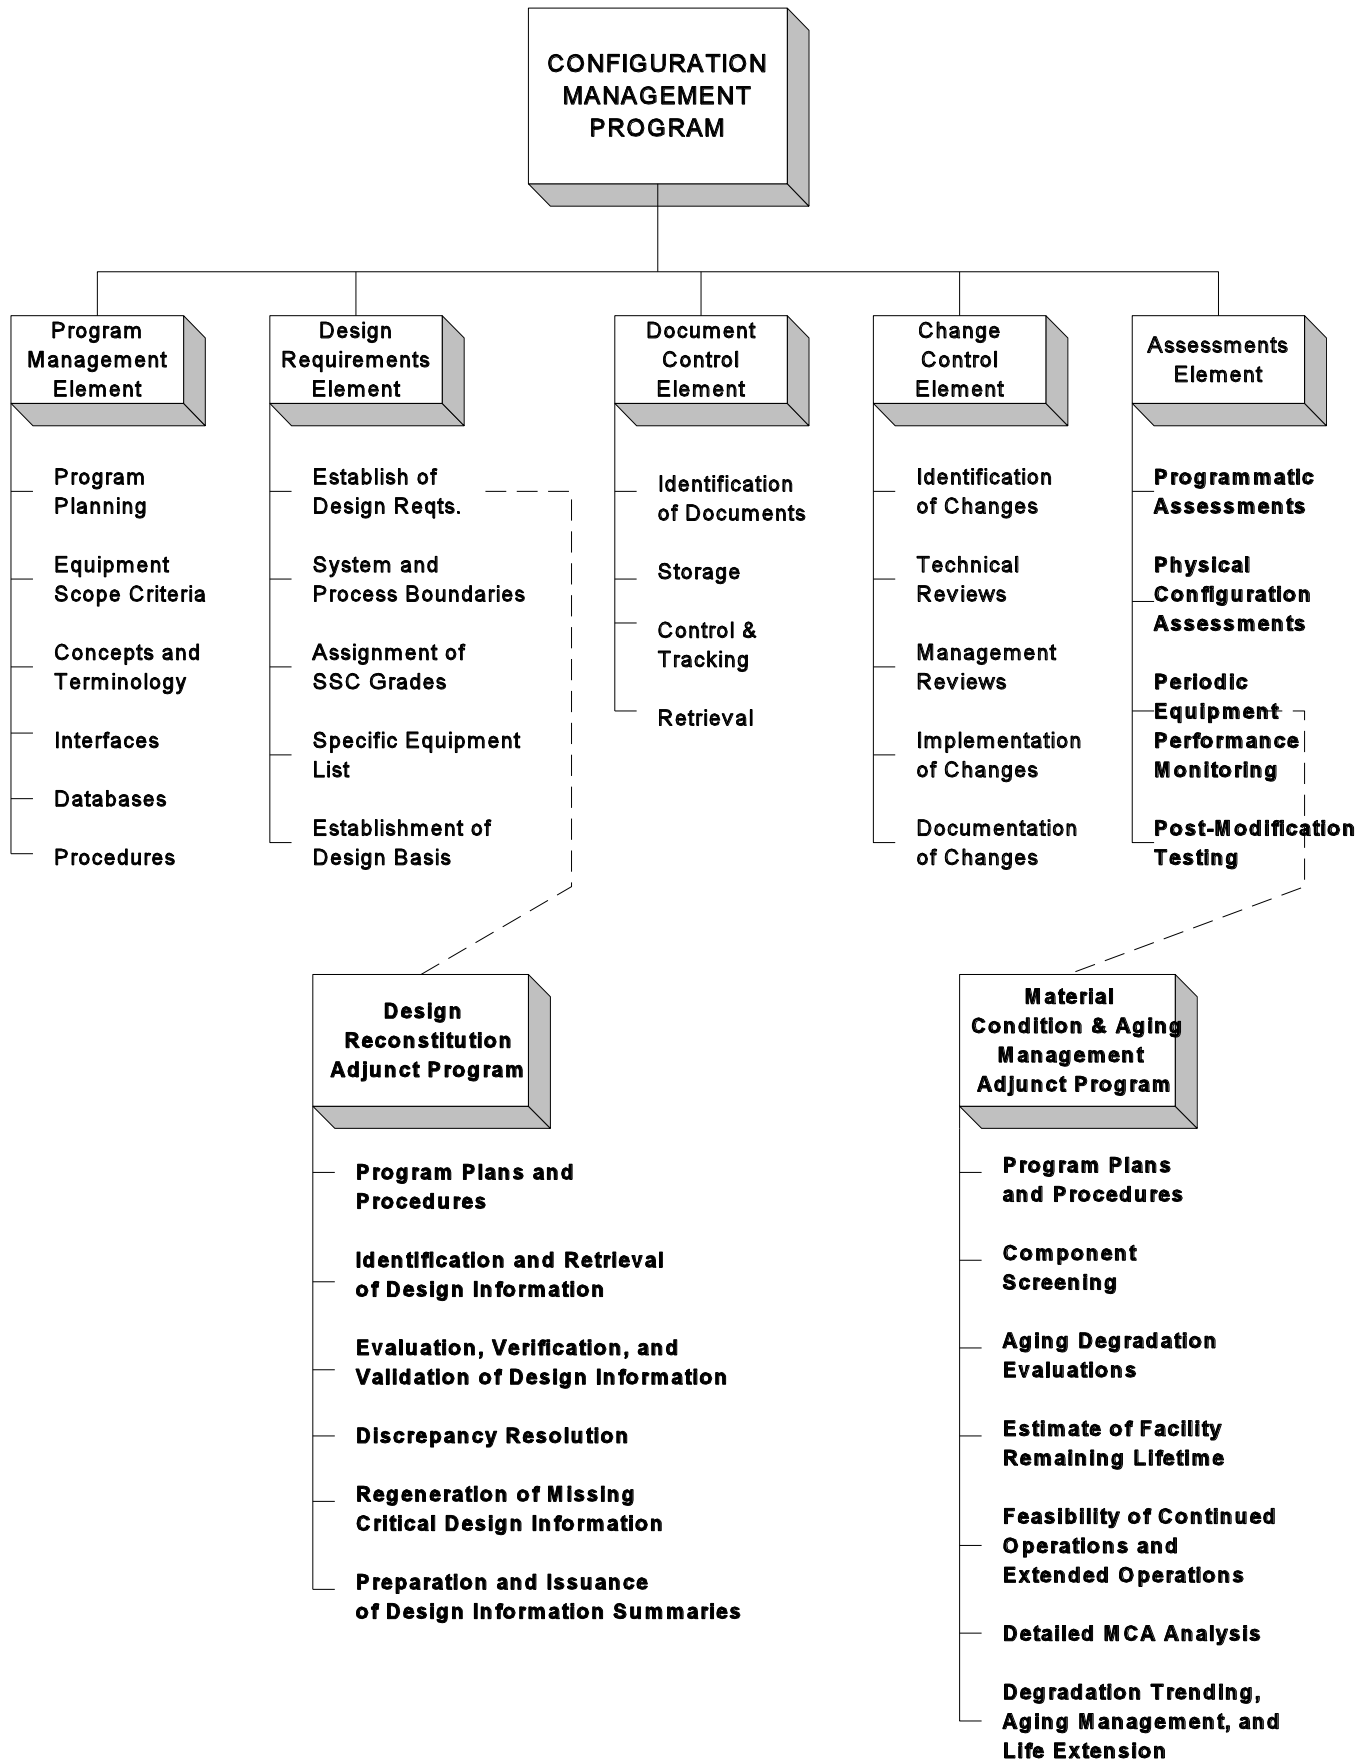 CONFIGURATION
MANAGEMENT
PROGRAM
Program
Management
Element
Design
Requirements
Element
Document
Control
Element
Change
Control
Element
Assessments
Element
Program
Planning
Equipment
Scope Criteria
Concepts and
Terminology
Interfaces
Databases
Procedures
Establish of
Design Reqts.
System and
Process Boundaries
Assignment of
SSC Grades
Specific Equipment
List
Establishment of
Design Basis
Identification
of Documents
Storage
Control &
Tracking
Retrieval
Identification
of Changes
Technical
Reviews
Management
Reviews
Implementation
of Changes
Documentation
of Changes
Programmatic
Assessments
Physical
Configuration
Assessments
Periodic
Equipment
Performance
Monitoring
Post-Modification
Testing
Design
Reconstitution
Adjunct Program
Program Plans and
Procedures
Identification and Retrieval
of Design Information
Evaluation, Verification, and
Validation of Design Information
Discrepancy Resolution
Regeneration of Missing
Critical Design Information
Preparation and Issuance
of Design Information Summaries
Material
Condition & Aging
Management
Adjunct Program
Program Plans
and Procedures
Component
Screening
Aging Degradation
Evaluations
Estimate of Facility
Remaining Lifetime
Feasibility of Continued
Operations and
Extended Operations
Detailed MCA Analysis
Degradation Trending,
Aging Management, and
Life Extension